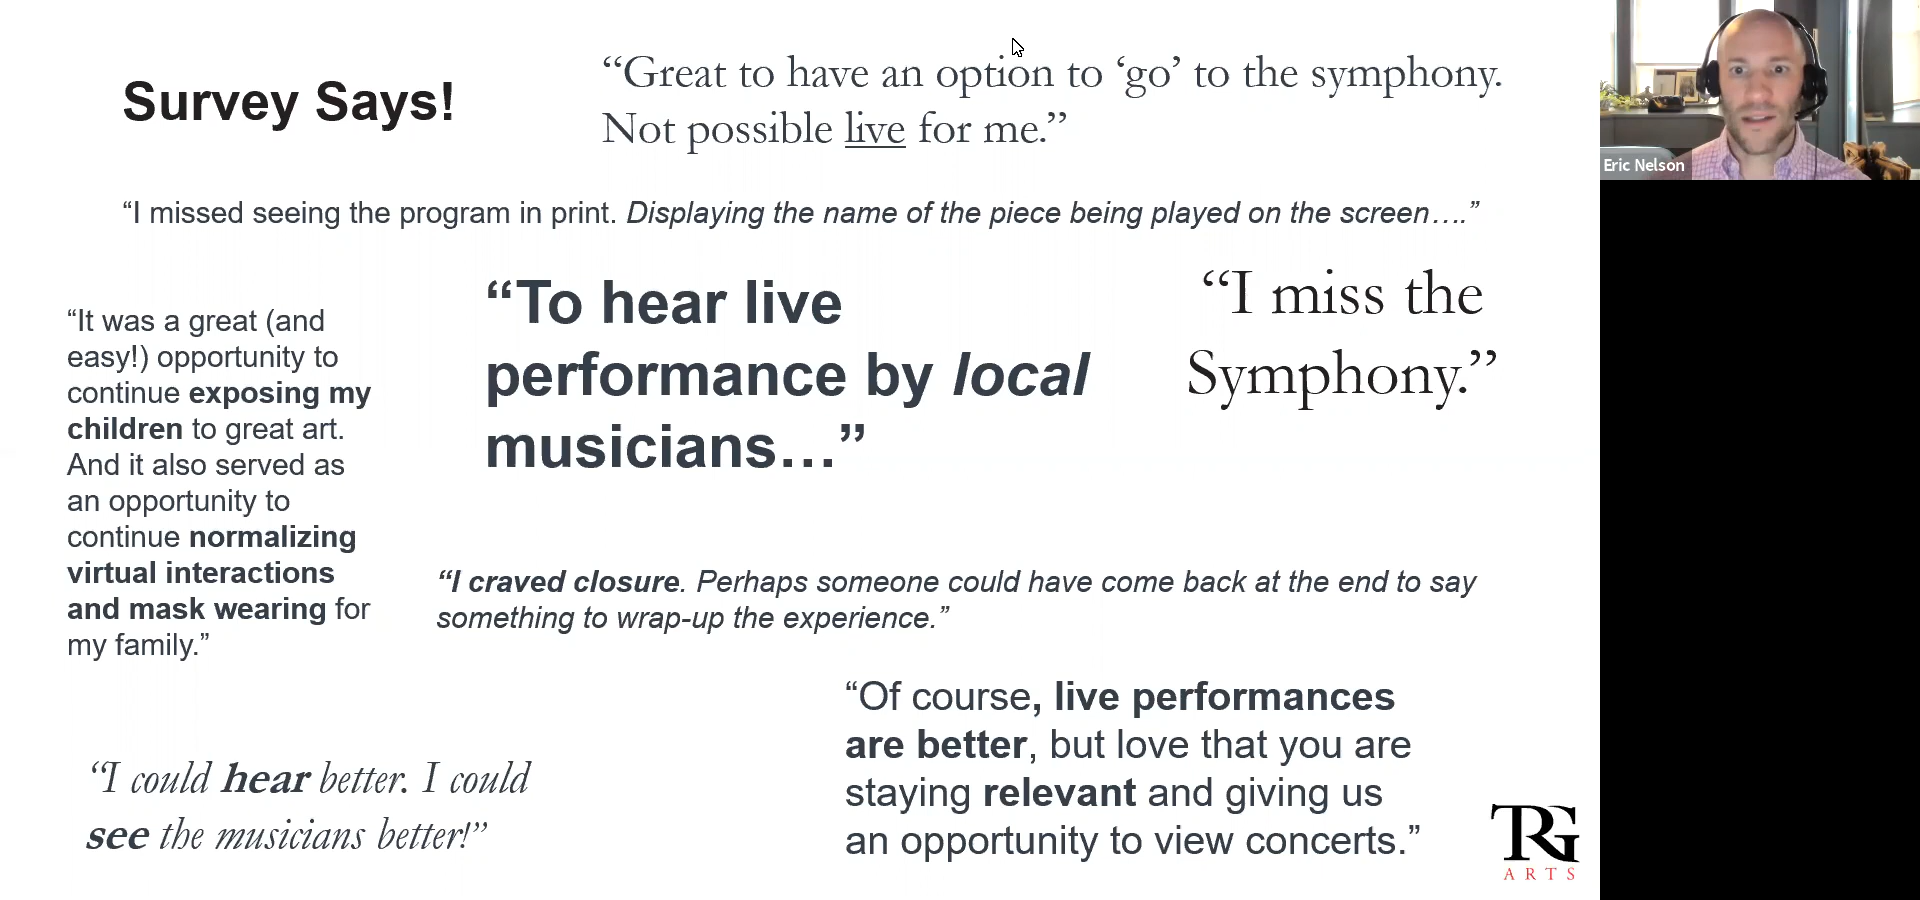 Survey Says!
“Great to have an option to ‘go’ to the symphony.
Not possible live for me.”
Eric Nelson
“I missed seeing the program in print. Displaying the name of the piece being played on the screen….”
“It was a great (and
easy!) opportunity to
continue exposing my
children to great art.
And it also served as
an opportunity to
continue normalizing
virtual interactions
and mask wearing for
my family.”
“To hear live
performance by local
musicians…”
“I miss the
Symphony.”
“I craved closure. Perhaps someone could have come back at the end to say
something to wrap-up the experience.”
“Of course, live performances
are better, but love that you are
staying relevant and giving us
an opportunity to view concerts.”
“I could hear better. I could
see the musicians better!”
TRG
ARTS